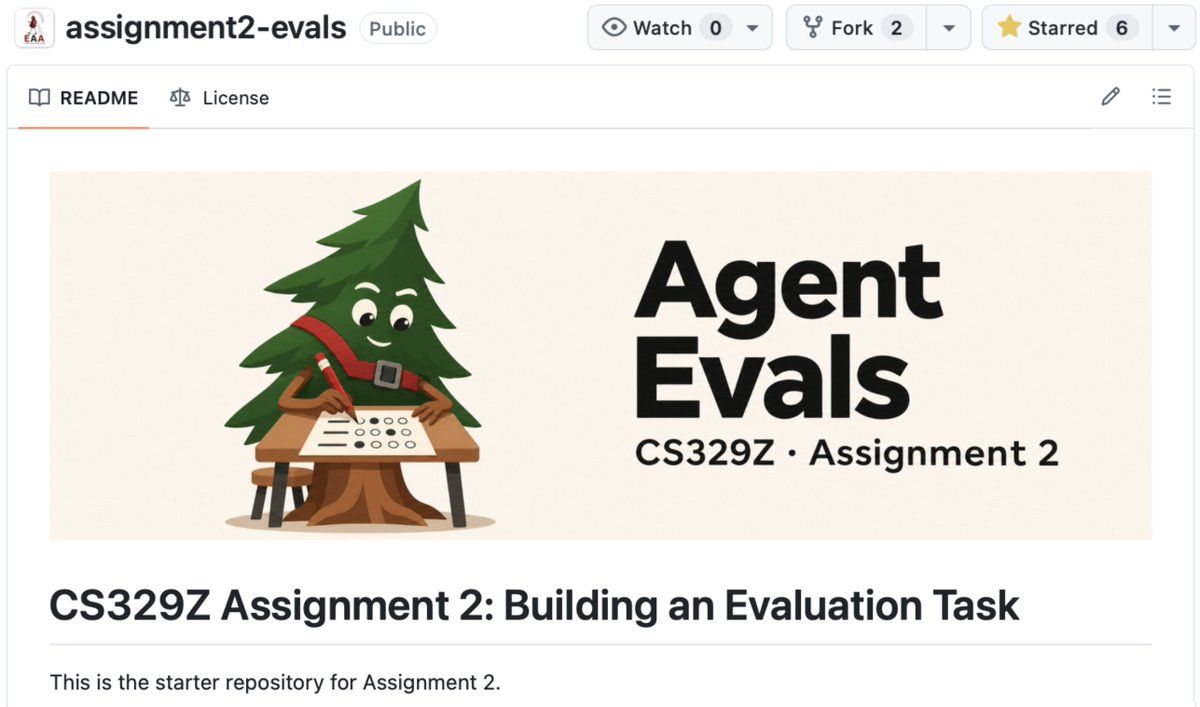 EAA
assignment2-evals Public Watch 0 Fork 2 Starred 6
README License
Agent
Evals
CS329Z · Assignment 2
CS329Z Assignment 2: Building an Evaluation Task
This is the starter repository for Assignment 2.